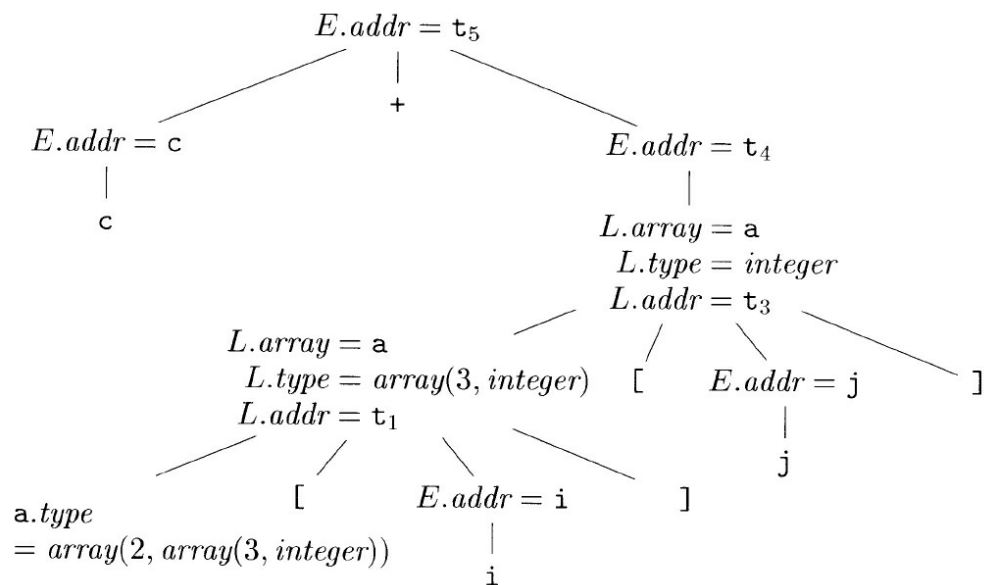 E.addr = t₅
+
E.addr = c
E.addr = t₄
c
L.array = a
L.type = integer
L.addr = t₃
L.array = a
L.type = array(3, integer)
L.addr = t₁
[
E.addr = j
]
j
a.type
= array(2, array(3, integer))
[
E.addr = i
]
i